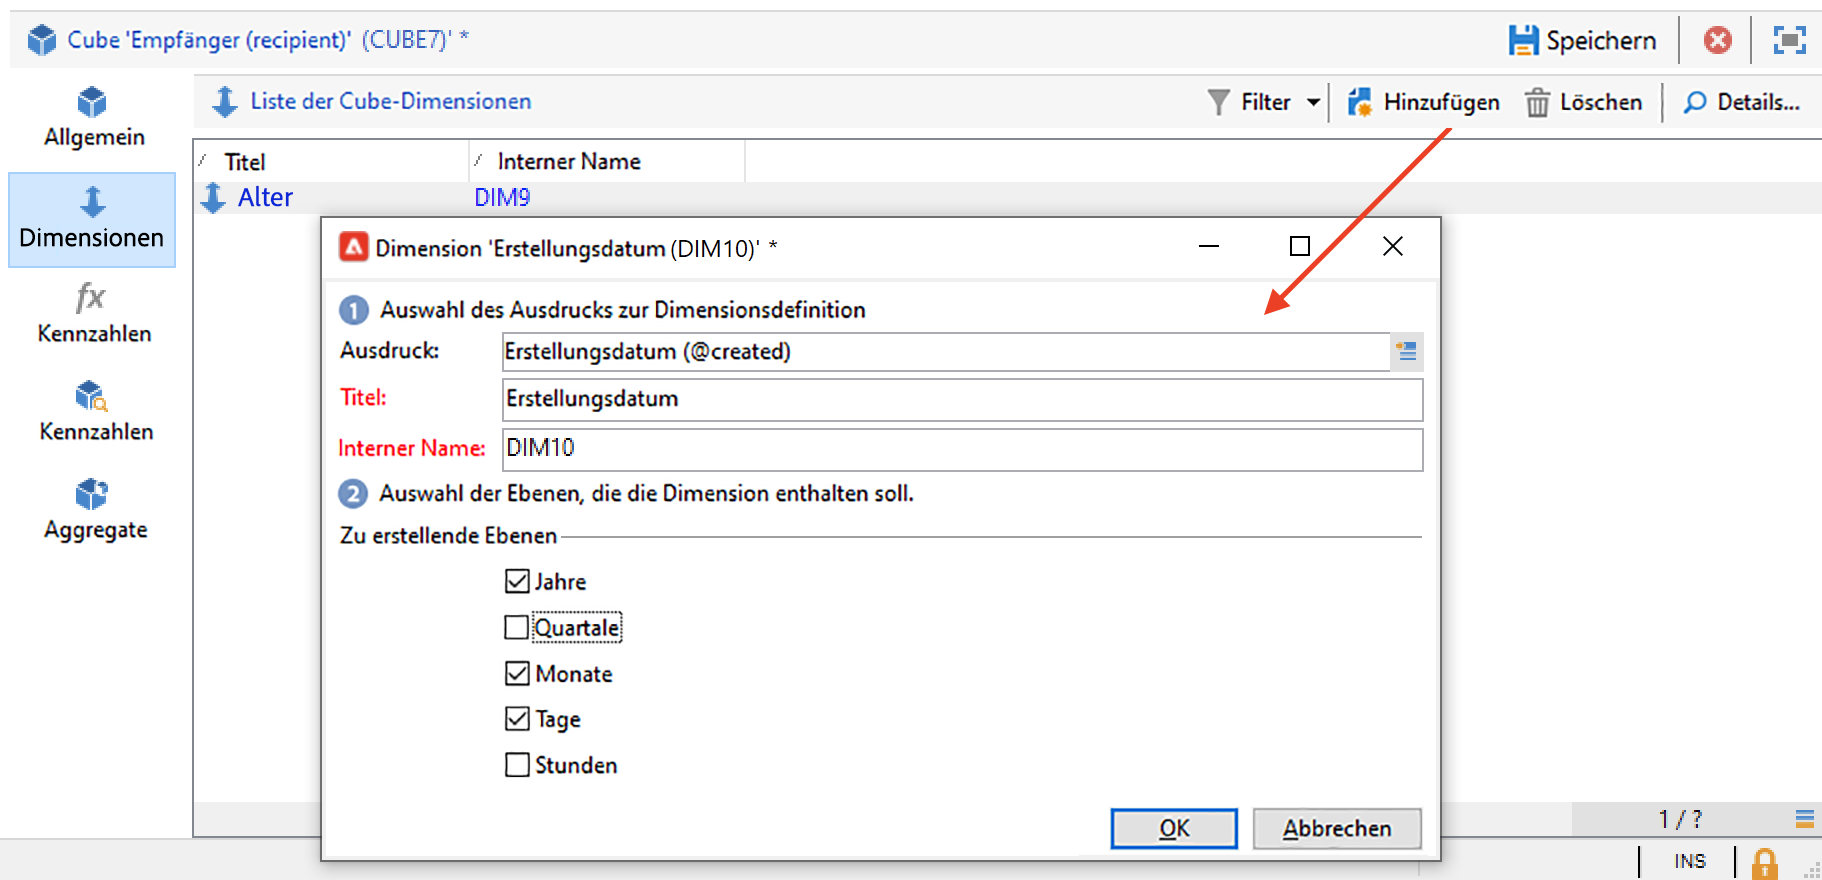 Cube 'Empfänger (recipient)' (CUBE7)' *
Speichern
Allgemein
Dimensionen
Kennzahlen
Kennzahlen
Aggregate
Liste der Cube-Dimensionen
Filter
Hinzufügen
Löschen
Details...
Titel
Interner Name
Alter
DIM9
Dimension 'Erstellungsdatum (DIM10)' *
1 Auswahl des Ausdrucks zur Dimensionsdefinition
Ausdruck: Erstellungsdatum (@created)
Titel: Erstellungsdatum
Interner Name: DIM10
2 Auswahl der Ebenen, die die Dimension enthalten soll.
Zu erstellende Ebenen
Jahre
Quartale
Monate
Tage
Stunden
OK
Abbrechen
1 / ?
INS